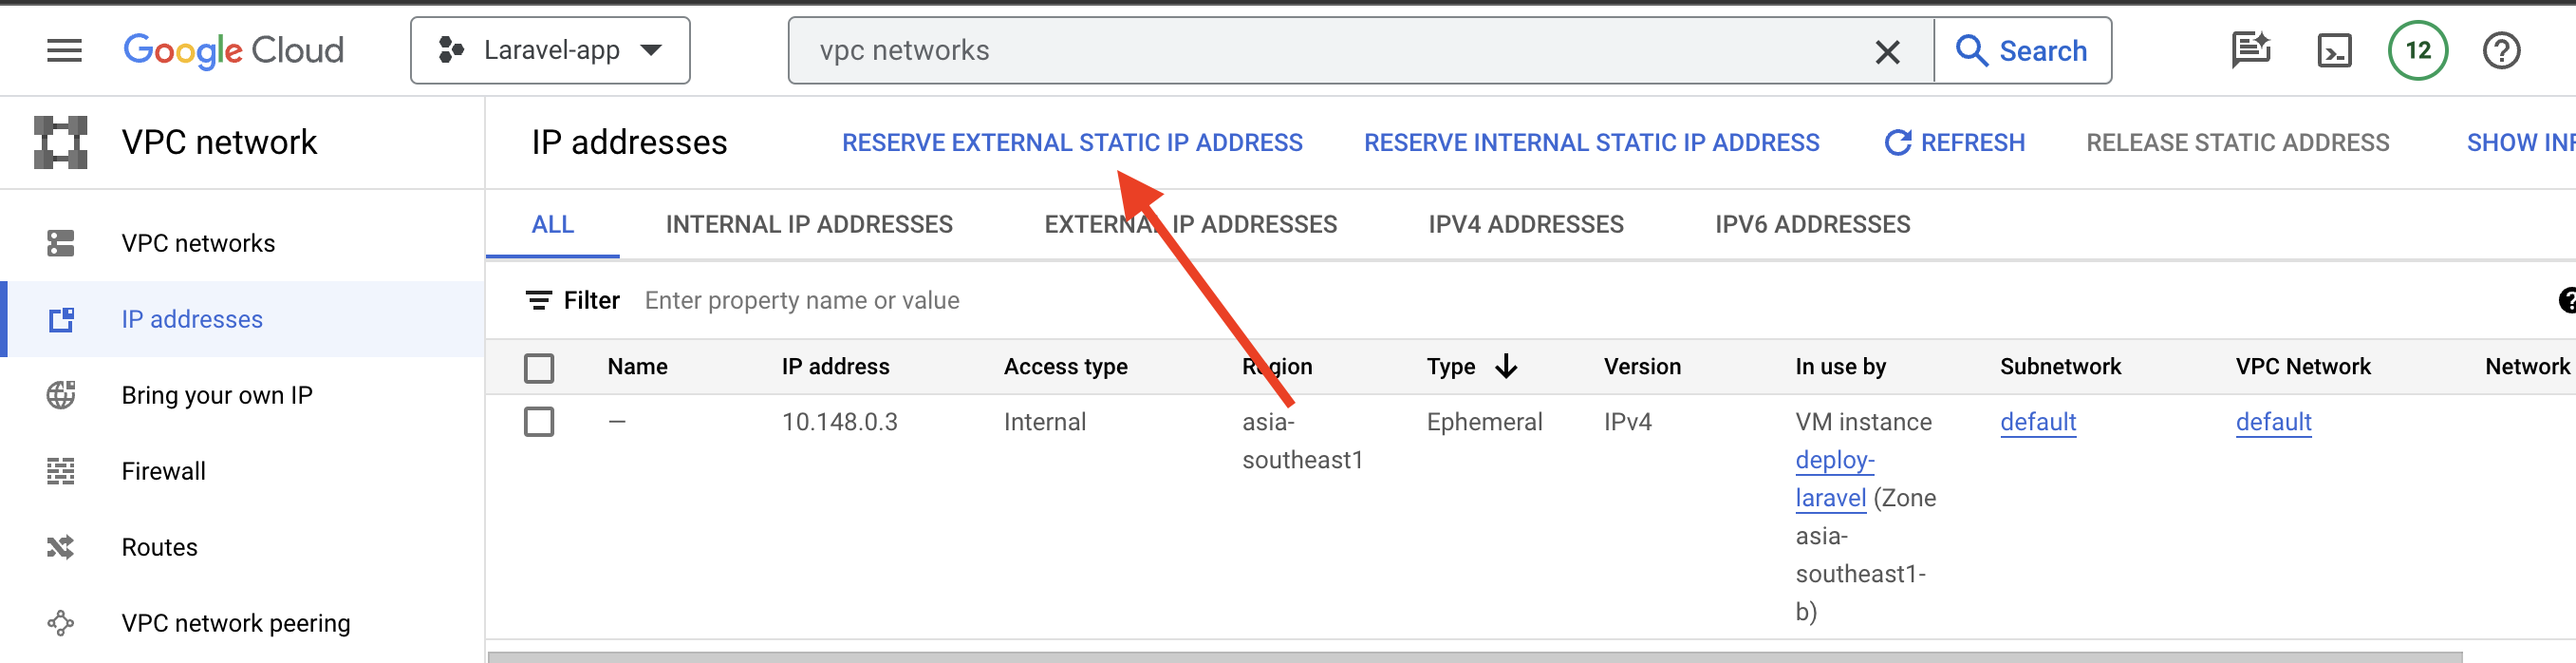 Google Cloud
Laravel-app
vpc networks
Search
12
VPC network
IP addresses
RESERVE EXTERNAL STATIC IP ADDRESS
RESERVE INTERNAL STATIC IP ADDRESS
REFRESH
RELEASE STATIC ADDRESS
SHOW
VPC networks
IP addresses
Bring your own IP
Firewall
Routes
VPC network peering
ALL
INTERNAL IP ADDRESSES
EXTERNAL IP ADDRESSES
IPV4 ADDRESSES
IPV6 ADDRESSES
Filter
Enter property name or value
Name
IP address
Access type
Region
Type
Version
In use by
Subnetwork
VPC Network
Network
—
10.148.0.3
Internal
asia-
southeast1
Ephemeral
IPv4
VM instance
deploy-
laravel (Zone
asia-
southeast1-
b)
default
default